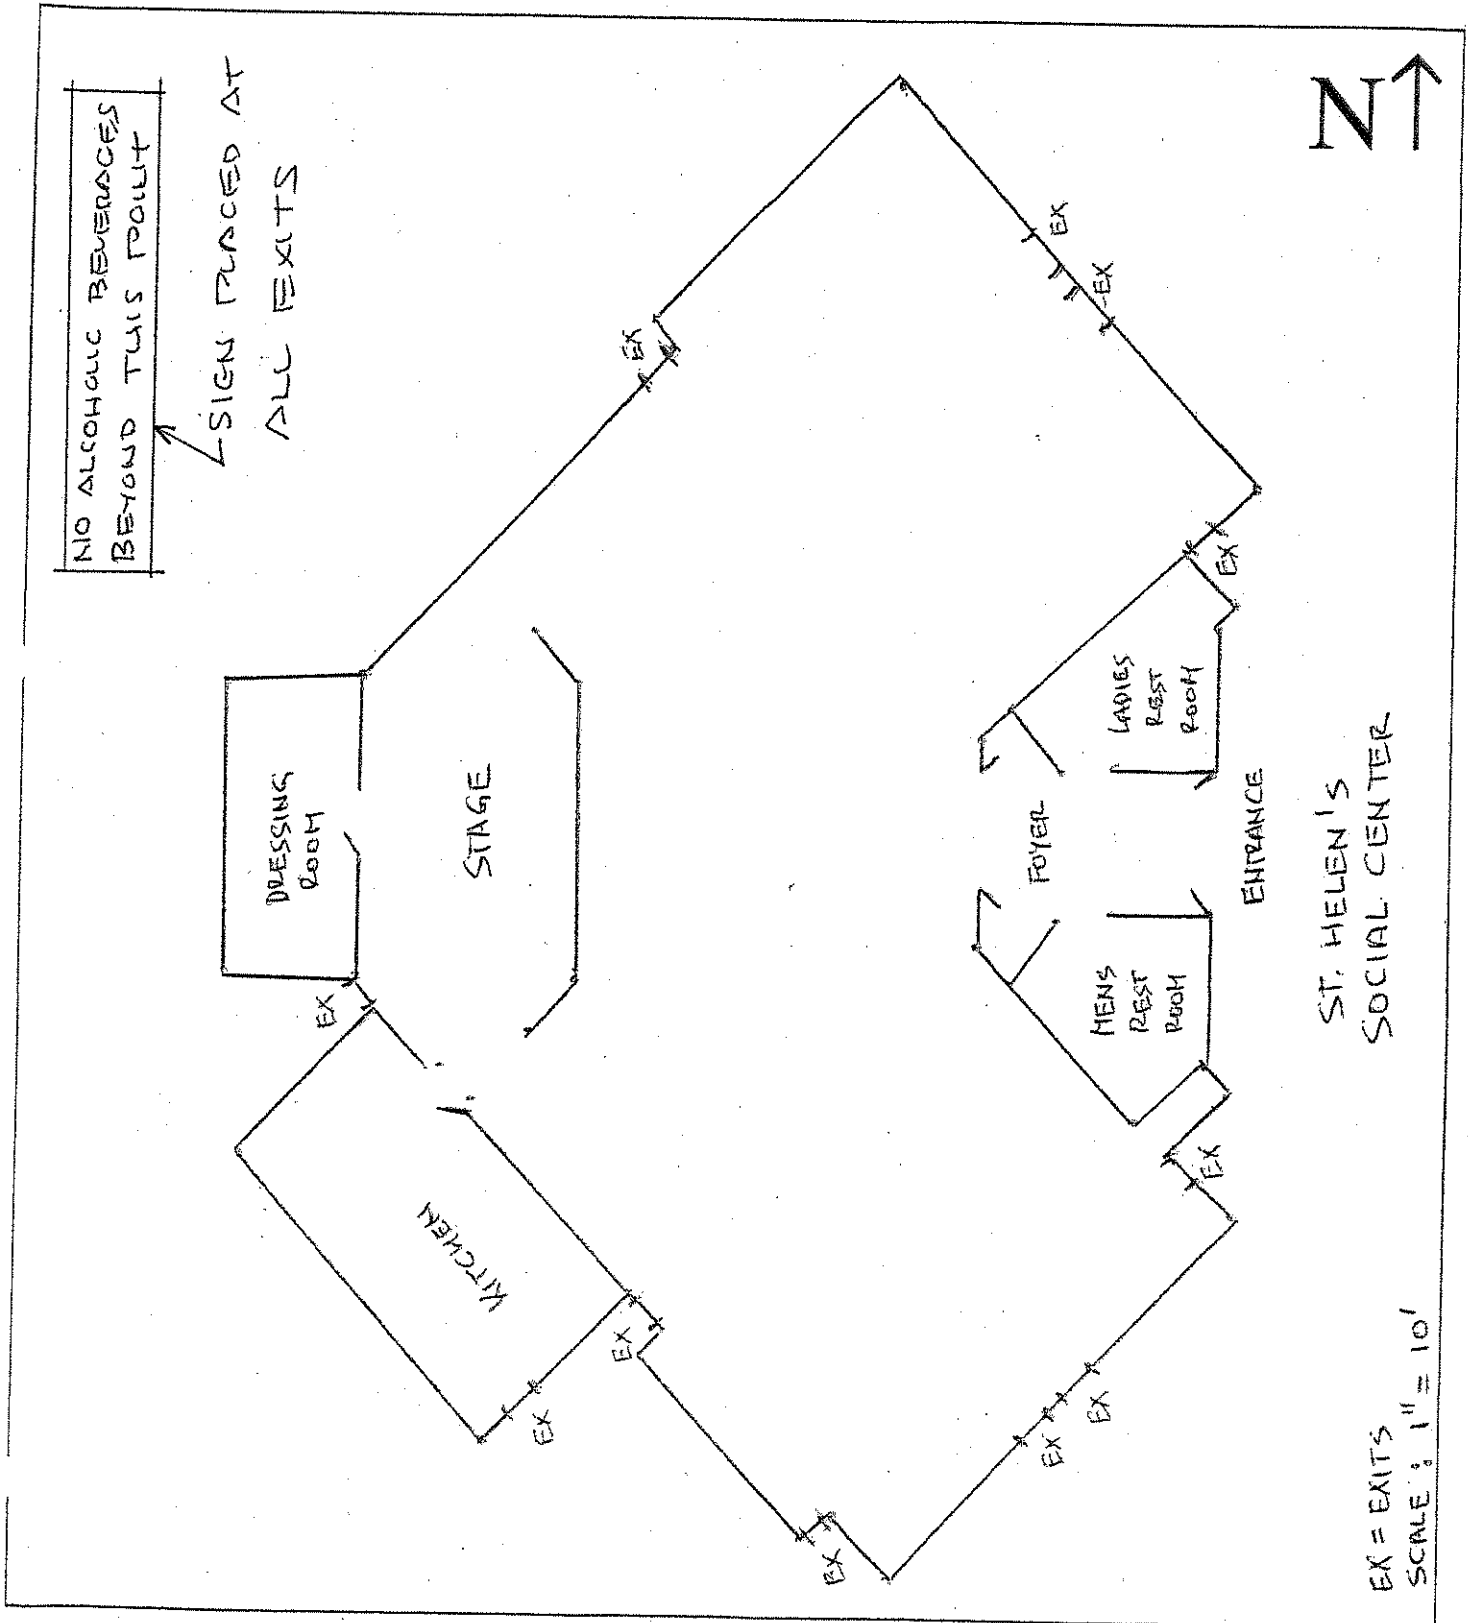 NO ALCOHOLIC BEVERAGES
BEYOND THIS POINT
SIGN PLACED AT
ALL EXITS
N
DRESSING
ROOM
STAGE
KITCHEN
EX
EX
EX
EX
EX
EX
EX
EX
EX
EX
EX
FOYER
MENS
REST
ROOM
LADIES
REST
ROOM
ENTRANCE
ST. HELEN'S
SOCIAL CENTER
EX = EXITS
SCALE: 1" = 10'